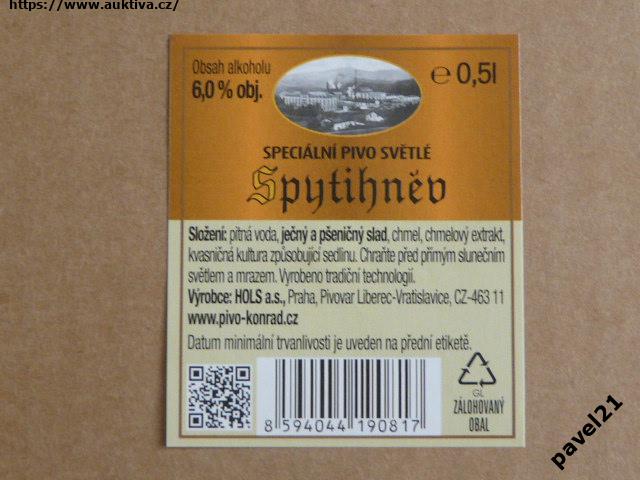 https://www.auktiva.cz/
Obsah alkoholu
6,0 % obj.
℮ 0,5l
SPECIÁLNÍ PIVO SVĚTLÉ
Spytihněv
Složení: pitná voda, ječný a pšeničný slad, chmel, chmelový extrakt,
kvasničná kultura způsobující sedlinu. Chraňte před přímým slunečním
světlem a mrazem. Vyrobeno tradiční technologií.
Výrobce: HOLS a.s., Praha, Pivovar Liberec-Vratislavice, CZ-463 11
www.pivo-konrad.cz
Datum minimální trvanlivosti je uveden na přední etiketě.
8 594044 190817
GL
ZÁLOHOVANÝ
OBAL
pavel21